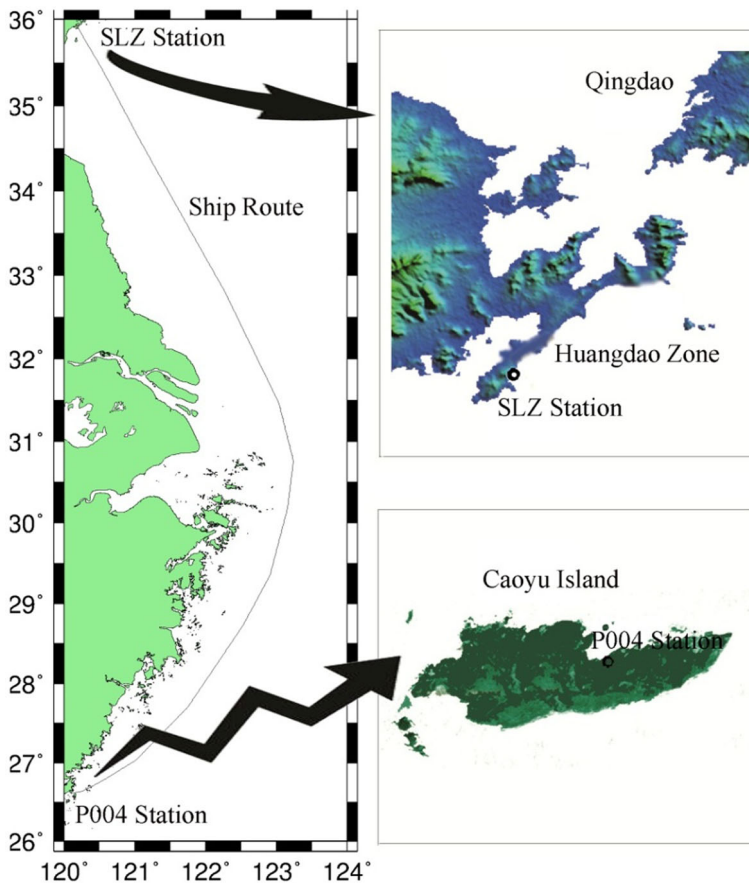 36°
SLZ Station
35°
34°
Ship Route
33°
32°
31°
30°
29°
28°
27°
P004 Station
26°
120° 121° 122° 123° 124°
Qingdao
Huangdao Zone
SLZ Station
Caoyu Island
P004 Station